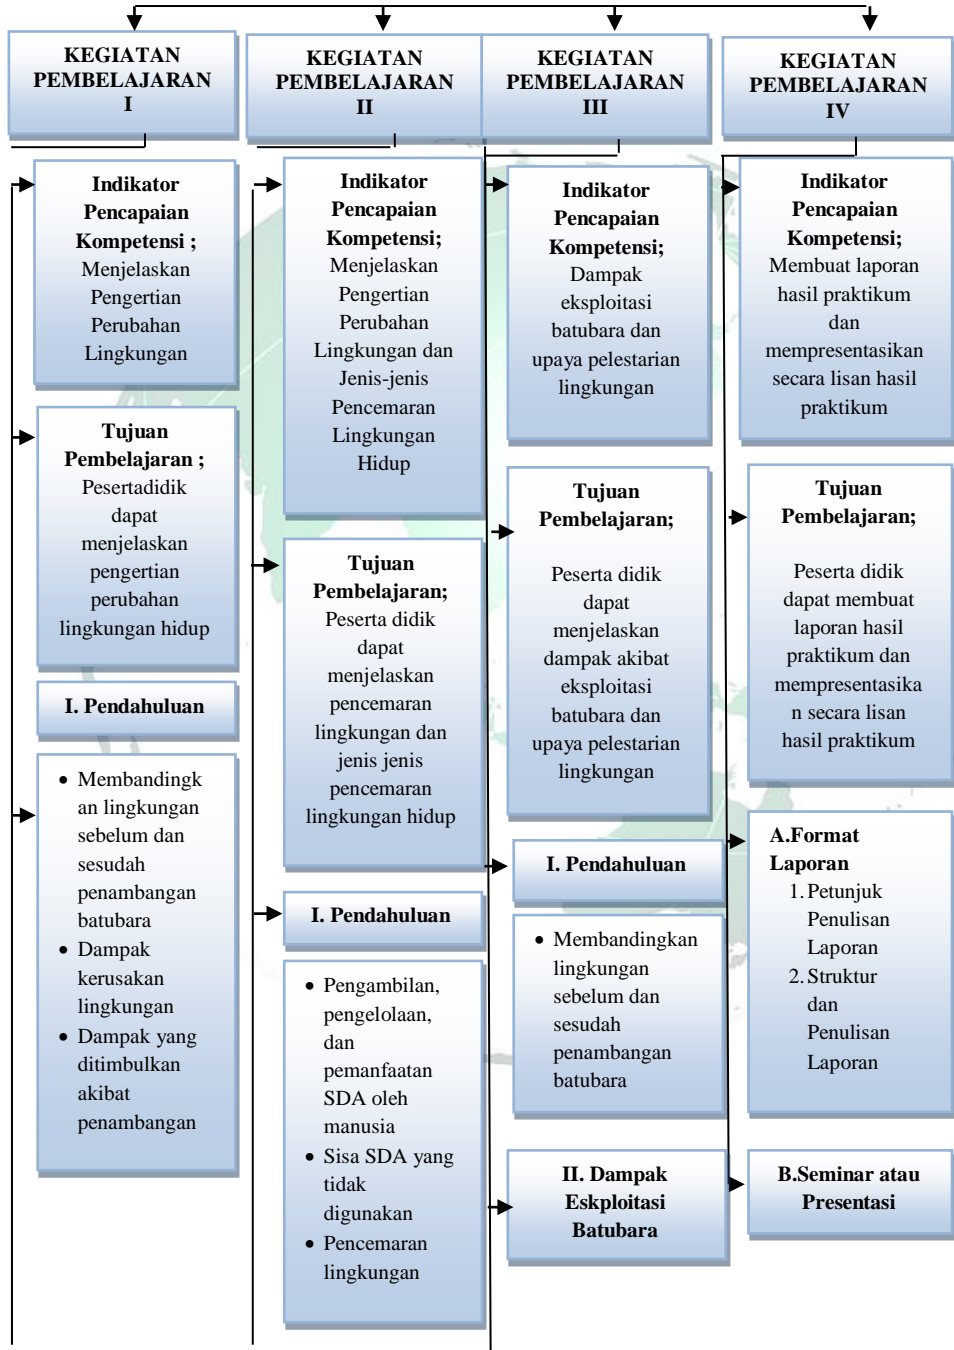 KEGIATAN
PEMBELAJARAN
I
Indikator
Pencapaian
Kompetensi ;
Menjelaskan
Pengertian
Perubahan
Lingkungan
Tujuan
Pembelajaran ;
Pesertadidik
dapat
menjelaskan
pengertian
perubahan
lingkungan hidup
I. Pendahuluan
• Membandingk
an lingkungan
sebelum dan
sesudah
penambangan
batubara
• Dampak
kerusakan
lingkungan
• Dampak yang
ditimbulkan
akibat
penambangan
KEGIATAN
PEMBELAJARAN
II
Indikator
Pencapaian
Kompetensi;
Menjelaskan
Pengertian
Perubahan
Lingkungan dan
Jenis-jenis
Pencemaran
Lingkungan
Hidup
Tujuan
Pembelajaran;
Peserta didik
dapat
menjelaskan
pencemaran
lingkungan dan
jenis jenis
pencemaran
lingkungan hidup
I. Pendahuluan
• Pengambilan,
pengelolaan,
dan
pemanfaatan
SDA oleh
manusia
• Sisa SDA yang
tidak
digunakan
• Pencemaran
lingkungan
KEGIATAN
PEMBELAJARAN
III
Indikator
Pencapaian
Kompetensi;
Dampak
eksploitasi
batubara dan
upaya pelestarian
lingkungan
Tujuan
Pembelajaran;
Peserta didik
dapat
menjelaskan
dampak akibat
eksploitasi
batubara dan
upaya pelestarian
lingkungan
I. Pendahuluan
• Membandingkan
lingkungan
sebelum dan
sesudah
penambangan
batubara
II. Dampak
Eskploitasi
Batubara
KEGIATAN
PEMBELAJARAN
IV
Indikator
Pencapaian
Kompetensi;
Membuat laporan
hasil praktikum
dan
mempresentasikan
secara lisan hasil
praktikum
Tujuan
Pembelajaran;
Peserta didik
dapat membuat
laporan hasil
praktikum dan
mempresentasika
n secara lisan
hasil praktikum
A.Format
Laporan
1. Petunjuk
Penulisan
Laporan
2. Struktur
dan
Penulisan
Laporan
B.Seminar atau
Presentasi